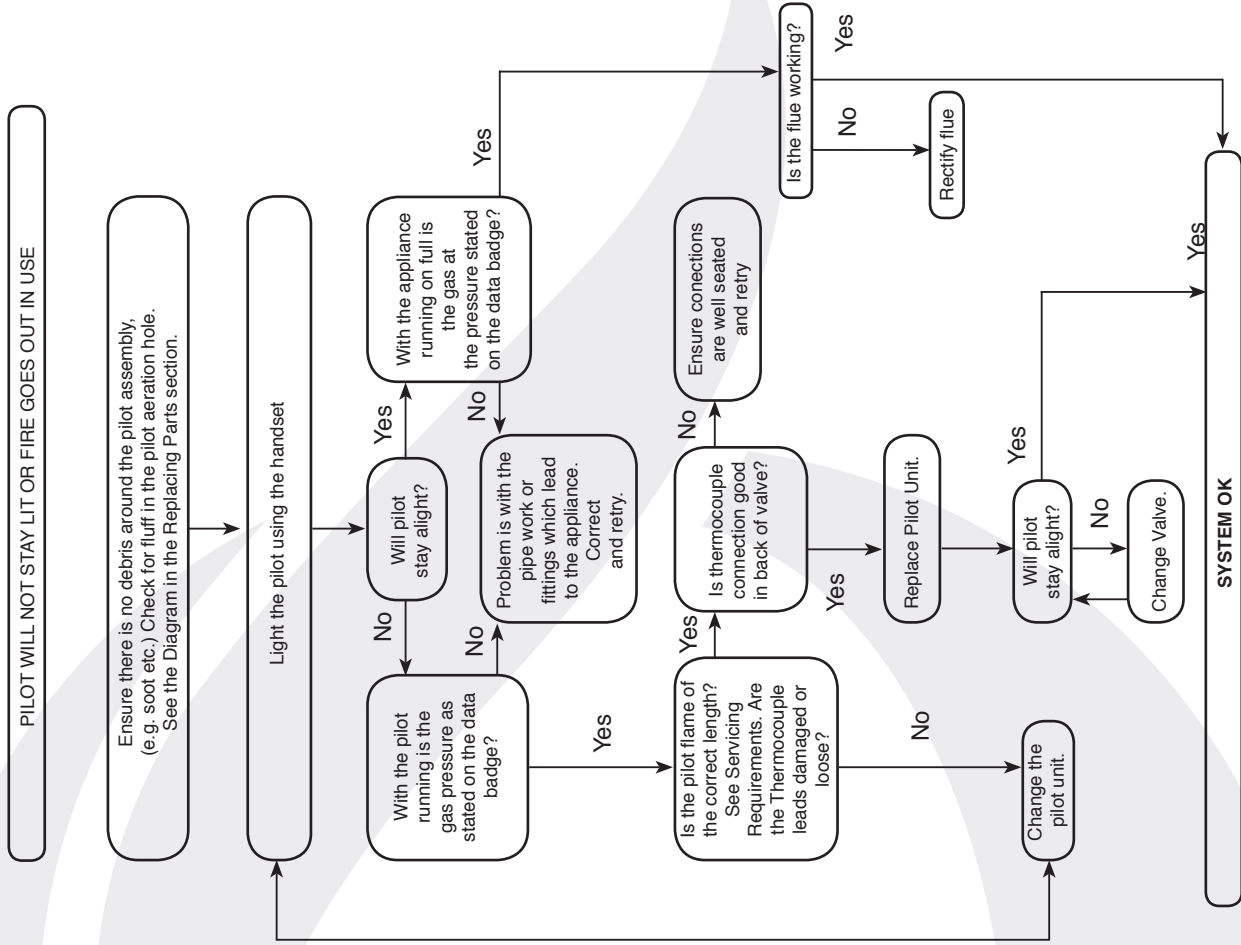 PILOT WILL NOT STAY LIT OR FIRE GOES OUT IN USE
Ensure there is no debris around the pilot assembly,
(e.g. soot etc.) Check for fluff in the pilot aeration hole.
See the Diagram in the Replacing Parts section.
Light the pilot using the handset
Will pilot
stay alight?
No
Yes
With the pilot
running is the
gas pressure as
stated on the data
badge?
No
Problem is with the
pipe work or
fittings which lead
to the appliance.
Correct
and retry.
No
With the appliance
running on full is
the gas at
the pressure stated
on the data badge?
Yes
Yes
Is the pilot flame of
the correct length?
See Servicing
Requirements. Are
the Thermocouple
leads damaged or
loose?
Yes
Is thermocouple
connection good
in back of valve?
No
Ensure conections
are well seated
and retry
Is the flue working?
No
Yes
Rectify flue
Yes
Replace Pilot Unit.
No
Change the
pilot unit.
Will pilot
stay alight?
Yes
No
Change Valve.
Yes
SYSTEM OK